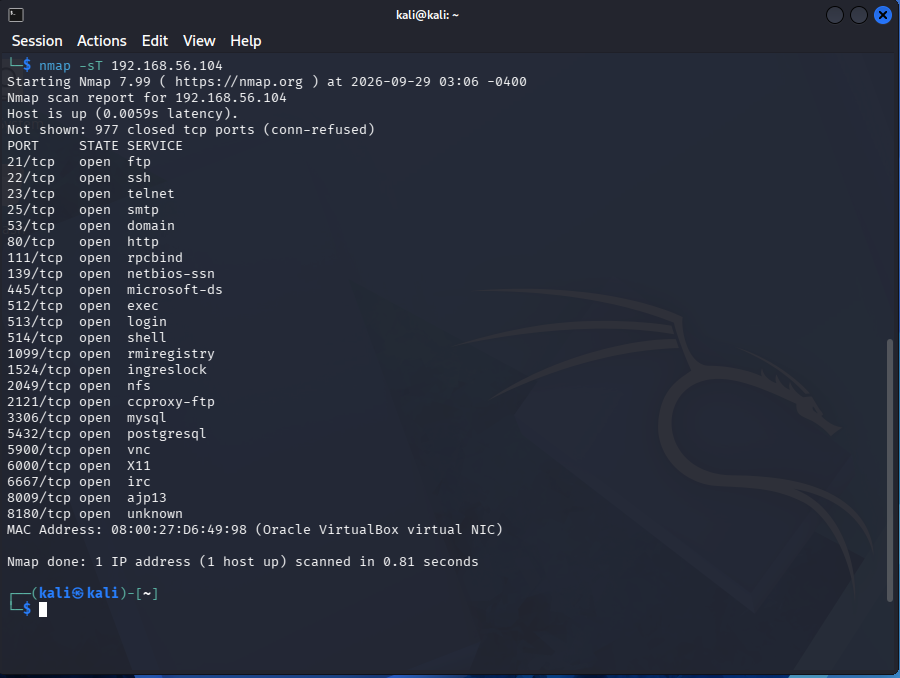 kali@kali: ~
Session Actions Edit View Help
└─$ nmap -sT 192.168.56.104
Starting Nmap 7.99 ( https://nmap.org ) at 2026-09-29 03:06 -0400
Nmap scan report for 192.168.56.104
Host is up (0.0059s latency).
Not shown: 977 closed tcp ports (conn-refused)
PORT     STATE SERVICE
21/tcp   open  ftp
22/tcp   open  ssh
23/tcp   open  telnet
25/tcp   open  smtp
53/tcp   open  domain
80/tcp   open  http
111/tcp  open  rpcbind
139/tcp  open  netbios-ssn
445/tcp  open  microsoft-ds
512/tcp  open  exec
513/tcp  open  login
514/tcp  open  shell
1099/tcp open  rmiregistry
1524/tcp open  ingreslock
2049/tcp open  nfs
2121/tcp open  ccproxy-ftp
3306/tcp open  mysql
5432/tcp open  postgresql
5900/tcp open  vnc
6000/tcp open  X11
6667/tcp open  irc
8009/tcp open  ajp13
8180/tcp open  unknown
MAC Address: 08:00:27:D6:49:98 (Oracle VirtualBox virtual NIC)
Nmap done: 1 IP address (1 host up) scanned in 0.81 seconds
┌──(kali㉿kali)-[~]
└─$